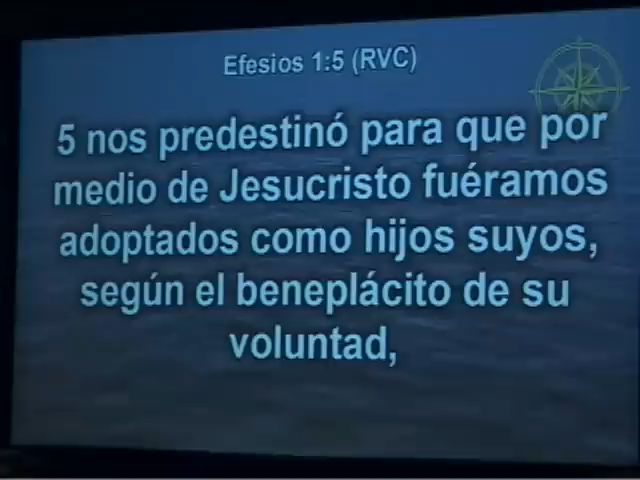 Efesios 1:5 (RVC)
5 nos predestinó para que por
medio de Jesucristo fuéramos
adoptados como hijos suyos,
según el beneplácito de su
voluntad,